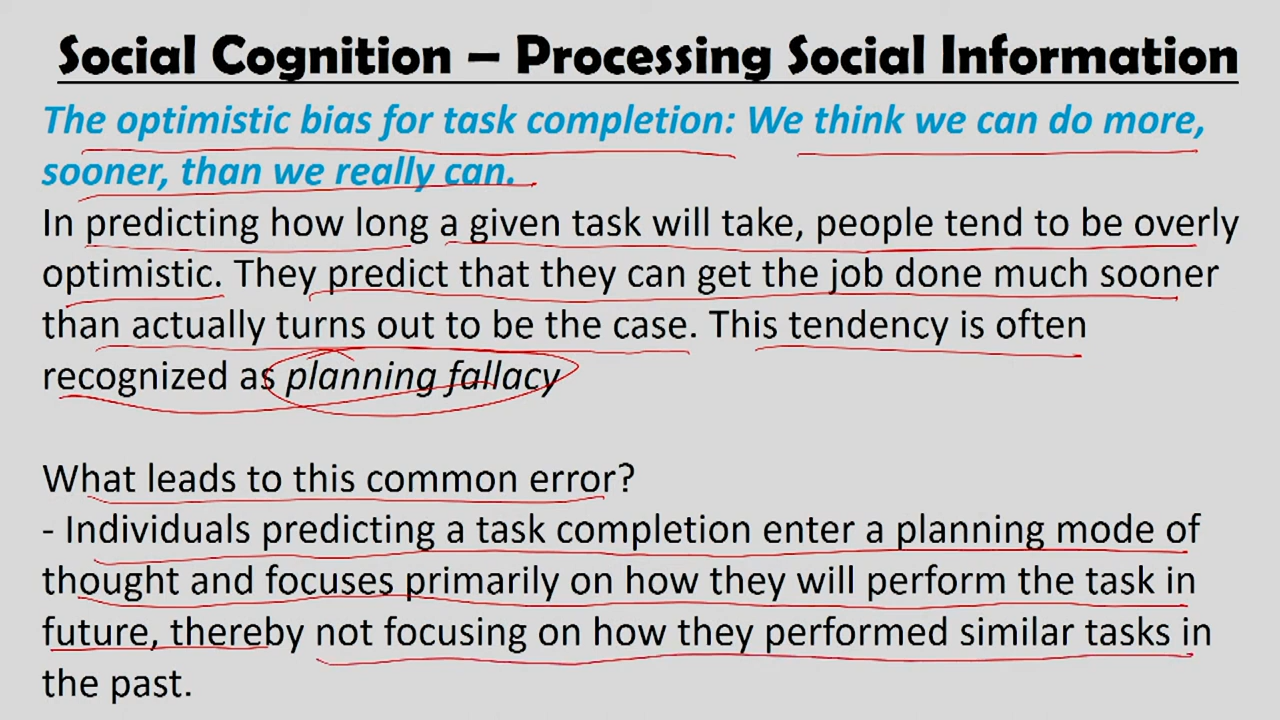 Social Cognition – Processing Social Information
The optimistic bias for task completion: We think we can do more,
sooner, than we really can.
In predicting how long a given task will take, people tend to be overly
optimistic. They predict that they can get the job done much sooner
than actually turns out to be the case. This tendency is often
recognized as planning fallacy
What leads to this common error?
- Individuals predicting a task completion enter a planning mode of
thought and focuses primarily on how they will perform the task in
future, thereby not focusing on how they performed similar tasks in
the past.